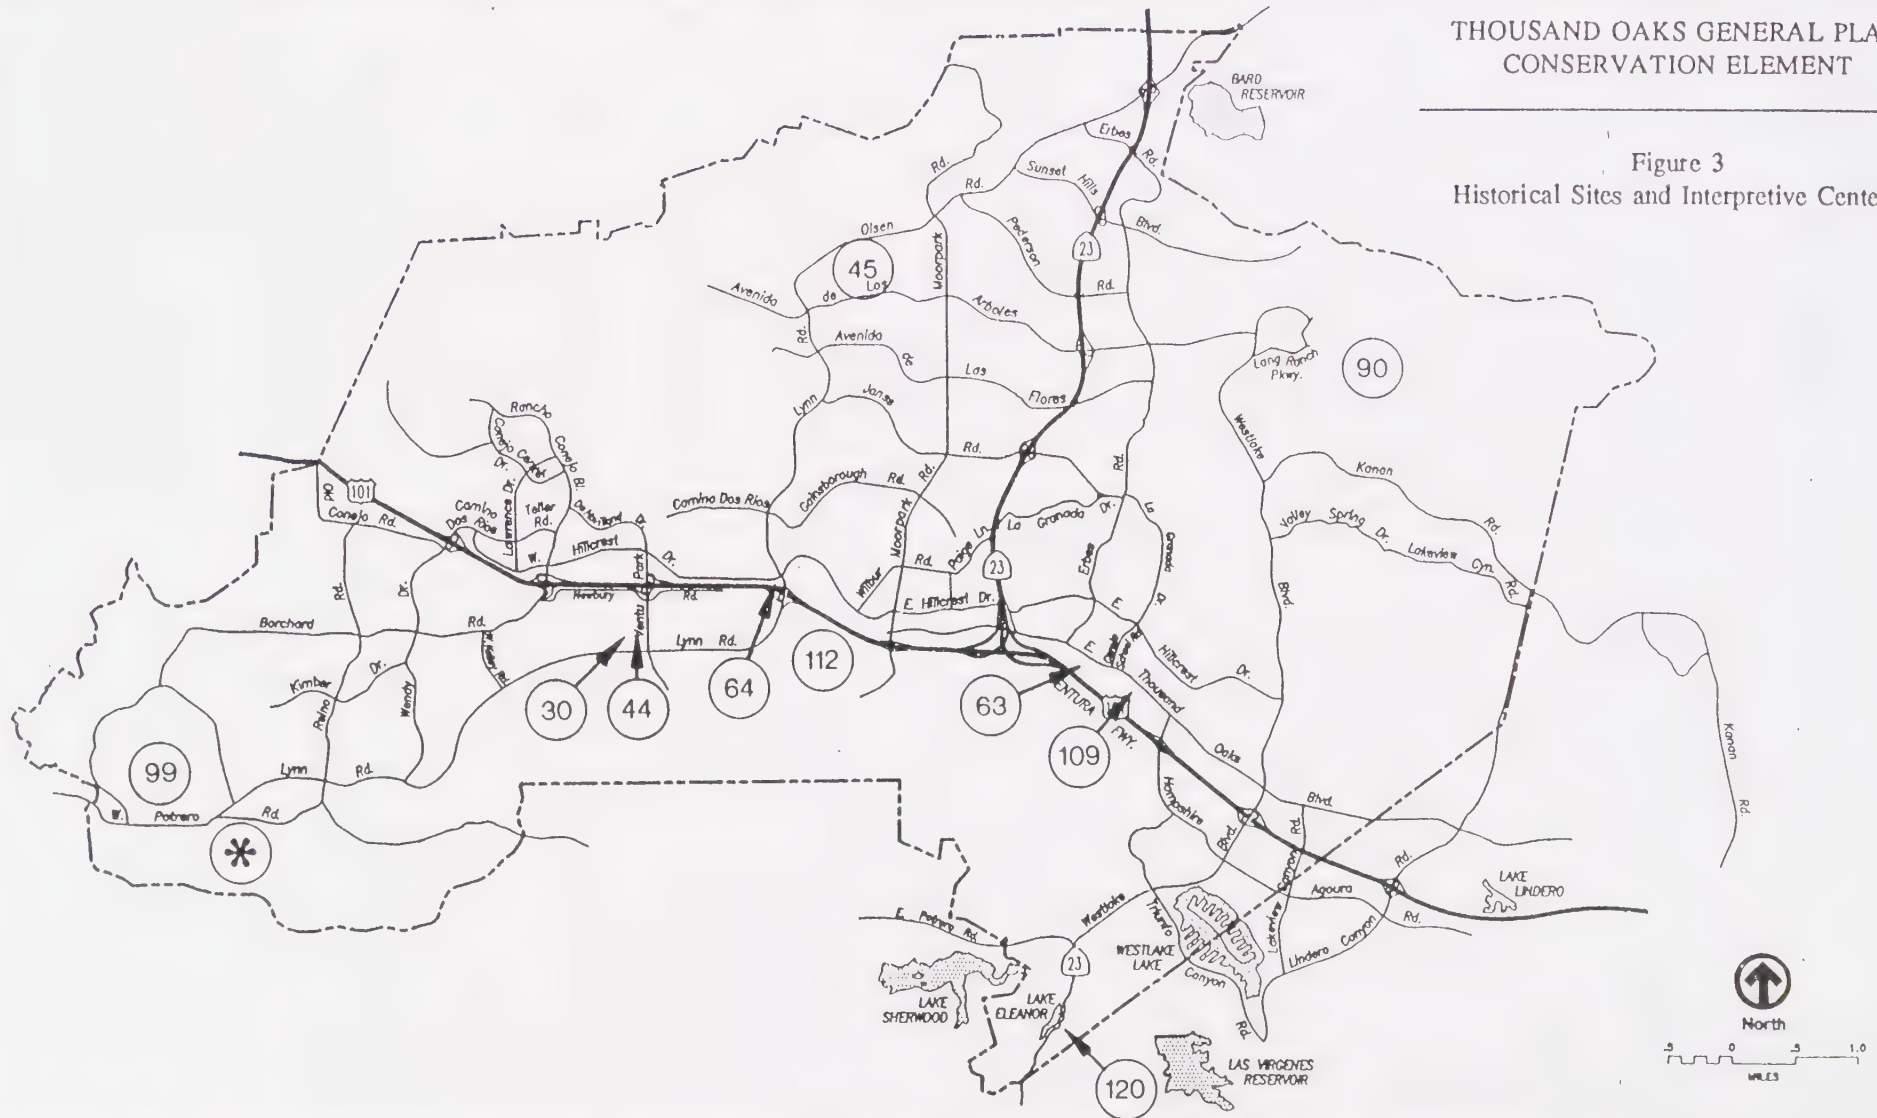 THOUSAND OAKS GENERAL PLA
CONSERVATION ELEMENT
Figure 3
Historical Sites and Interpretive Cente
BARD
RESERVOIR
Erbes
Rd.
Rd.
Sunset
Hills
Blvd.
Rd.
Olsen
Pederson
Rd.
23
45
Moorpark
Avenida
de
Los
Arboles
Rd.
Avenida
de
Las
Flores
Long Ranch
Pkwy.
90
Lynn
Janss
Rd.
Westlake
Rancho
Conejo
Bl.
Conejo Center
Dr.
101
Old
Conejo
Rd.
Camino
Dos Rios
Lawrence Dr.
Teller
Rd.
Camino Dos Rios
Gainsborough
Rd.
Moorpark
Rd.
Rd.
Kanan
Rd.
La Granada
Dr.
La
Granada
Dr.
Valley
Spring
Dr.
Lakeview
Cyn.
Rd.
W.
Hillcrest
Dr.
Park
Ventu
Newbury
Rd.
Wilbur
Rd.
Paige
Ln.
23
Erbes
E. Hillcrest Dr.
E.
Hillcrest
Dr.
Blvd.
Borchard
Rd.
Rd.
Dr.
Lynn
Rd.
112
30
44
64
63
E.
Thousand
Oaks
Blvd.
ENTURA
FWY.
109
Kimber
Dr.
Reino
Wendy
99
Lynn
Rd.
W.
Potrero
Rd.
*
Hampshire
Blvd.
Rd.
Kanan
Rd.
Agoura
Rd.
Rd.
LAKE
LINDERO
E.
Potrero
Rd.
Westlake
Triunfo
Canyon
Rd.
WESTLAKE
LAKE
Lakeview
Canyon
Lindero
Canyon
23
LAKE
SHERWOOD
LAKE
ELEANOR
120
LAS VIRGENES
RESERVOIR
North
.5
0
.5
1.0
MILES